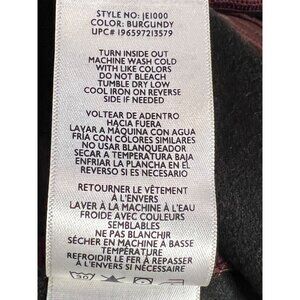 STYLE NO: JE1000
COLOR: BURGUNDY
UPC# 196597213579
TURN INSIDE OUT
MACHINE WASH COLD
WITH LIKE COLORS
DO NOT BLEACH
TUMBLE DRY LOW
COOL IRON ON REVERSE
SIDE IF NEEDED
VOLTEAR DE ADENTRO
HACIA FUERA
LAVAR A MÁQUINA CON AGUA
FRÍA CON COLORES SIMILARES
NO USAR BLANQUEADOR
SECAR A TEMPERATURA BAJA
ENFRIAR LA PLANCHA EN EL
REVERSO SI ES NECESARIO
RETOURNER LE VÊTEMENT
À L'ENVERS
LAVER À LA MACHINE À L'EAU
FROIDE AVEC COULEURS
SEMBLABLES
NE PAS BLANCHIR
SÉCHER EN MACHINE À BASSE
TEMPÉRATURE
REFROIDIR LE FER À REPASSER
À L'ENVERS SI NÉCESSAIRE
30